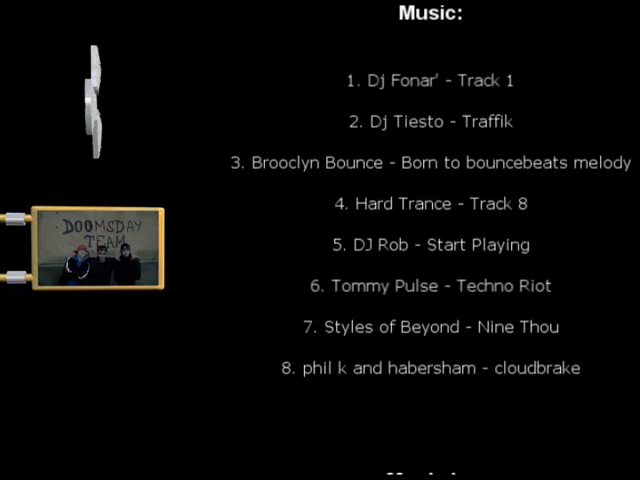 Music:
1. Dj Fonar' - Track 1
2. Dj Tiesto - Traffik
3. Brooclyn Bounce - Born to bouncebeats melody
4. Hard Trance - Track 8
5. DJ Rob - Start Playing
6. Tommy Pulse - Techno Riot
7. Styles of Beyond - Nine Thou
8. phil k and habersham - cloudbrake
DOOMSDAY
TEAM